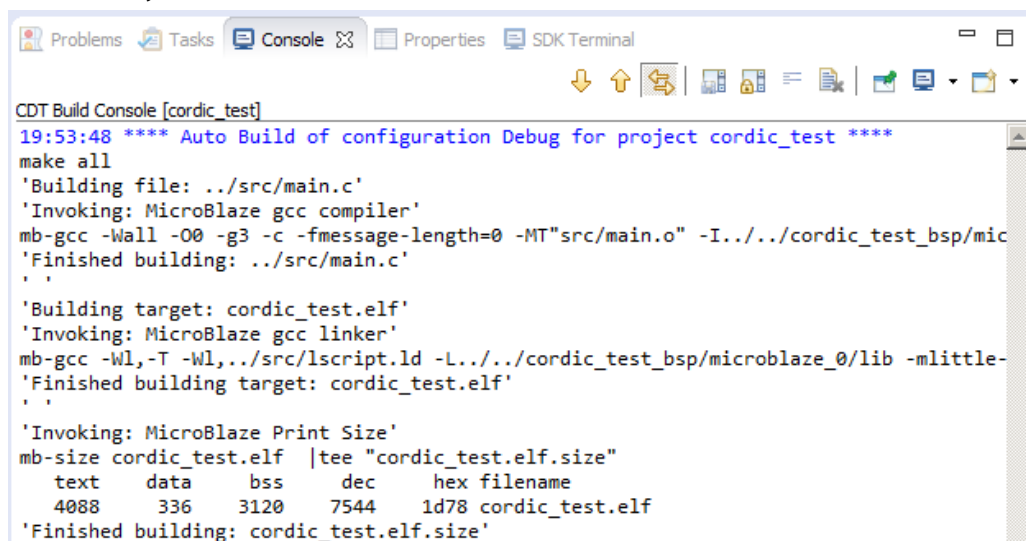 Problems Tasks Console Properties SDK Terminal
CDT Build Console [cordic_test]
19:53:48 **** Auto Build of configuration Debug for project cordic_test ****
make all
'Building file: ../src/main.c'
'Invoking: MicroBlaze gcc compiler'
mb-gcc -Wall -O0 -g3 -c -fmessage-length=0 -MT"src/main.o" -I../../cordic_test_bsp/mic
'Finished building: ../src/main.c'
' '
'Building target: cordic_test.elf'
'Invoking: MicroBlaze gcc linker'
mb-gcc -Wl,-T -Wl,../src/lscript.ld -L../../cordic_test_bsp/microblaze_0/lib -mlittle-
'Finished building target: cordic_test.elf'
' '
'Invoking: MicroBlaze Print Size'
mb-size cordic_test.elf  |tee "cordic_test.elf.size"
   text    data     bss     dec     hex filename
   4088     336    3120    7544    1d78 cordic_test.elf
'Finished building: cordic_test.elf.size'